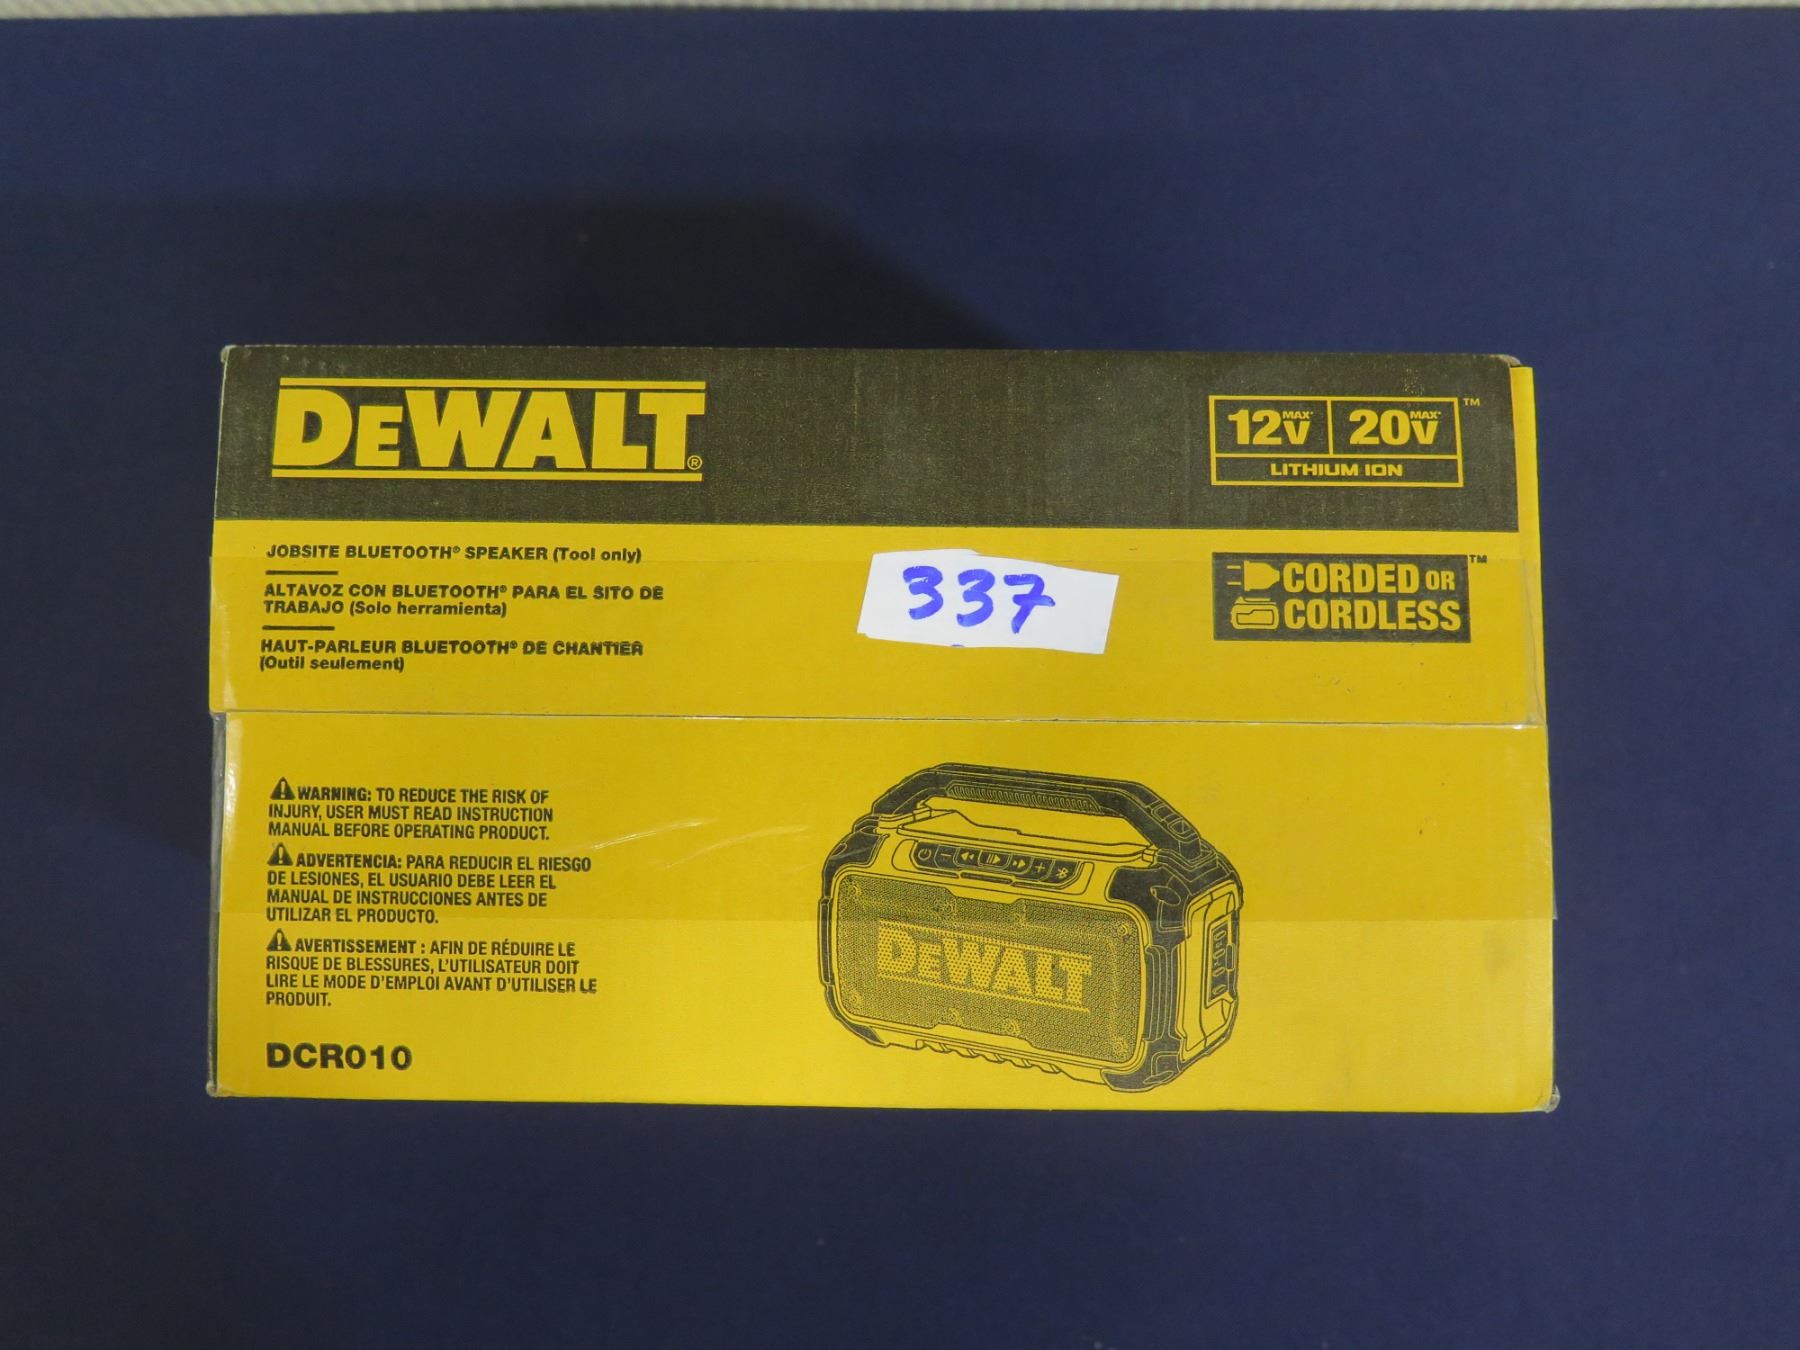 DEWALT®
12V MAX* 20V MAX* ™
LITHIUM ION
JOBSITE BLUETOOTH® SPEAKER (Tool only)
ALTAVOZ CON BLUETOOTH® PARA EL SITO DE
TRABAJO (Solo herramienta)
HAUT-PARLEUR BLUETOOTH® DE CHANTIER
(Outil seulement)
337
CORDED OR ™
CORDLESS
⚠ WARNING: TO REDUCE THE RISK OF
INJURY, USER MUST READ INSTRUCTION
MANUAL BEFORE OPERATING PRODUCT.
⚠ ADVERTENCIA: PARA REDUCIR EL RIESGO
DE LESIONES, EL USUARIO DEBE LEER EL
MANUAL DE INSTRUCCIONES ANTES DE
UTILIZAR EL PRODUCTO.
⚠ AVERTISSEMENT : AFIN DE RÉDUIRE LE
RISQUE DE BLESSURES, L'UTILISATEUR DOIT
LIRE LE MODE D'EMPLOI AVANT D'UTILISER LE
PRODUIT.
DCR010
DEWALT